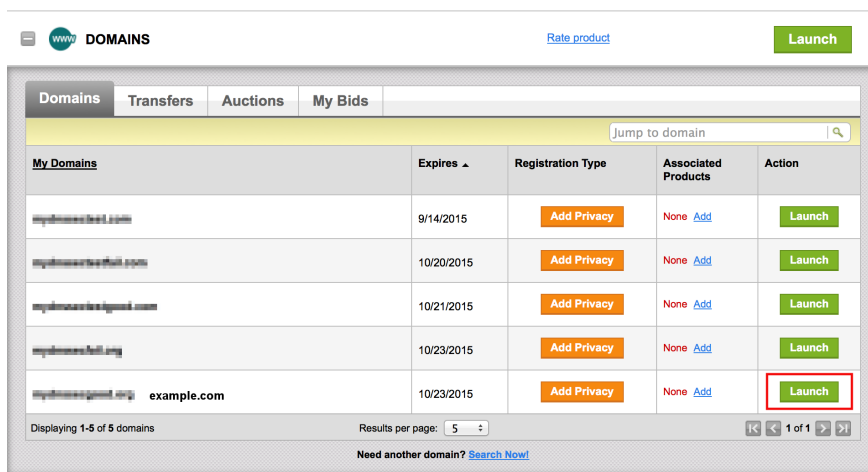 www DOMAINS Rate product Launch
Domains Transfers Auctions My Bids
Jump to domain
My Domains Expires Registration Type Associated Products Action
9/14/2015 Add Privacy None Add Launch
10/20/2015 Add Privacy None Add Launch
10/21/2015 Add Privacy None Add Launch
10/23/2015 Add Privacy None Add Launch
example.com 10/23/2015 Add Privacy None Add Launch
Displaying 1-5 of 5 domains Results per page: 5 1 of 1
Need another domain? Search Now!